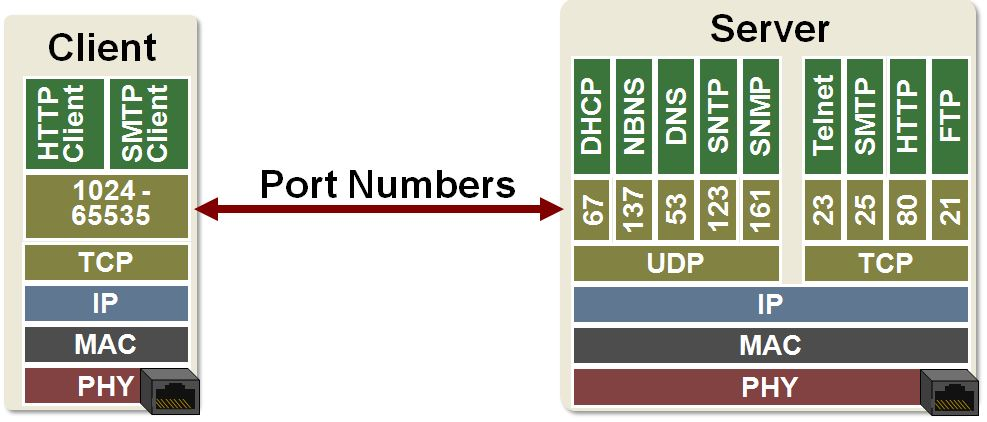 Client
HTTP
Client
SMTP
Client
1024 -
65535
TCP
IP
MAC
PHY
Port Numbers
Server
DHCP
NBNS
DNS
SNTP
SNMP
Telnet
SMTP
HTTP
FTP
67
137
53
123
161
23
25
80
21
UDP
TCP
IP
MAC
PHY